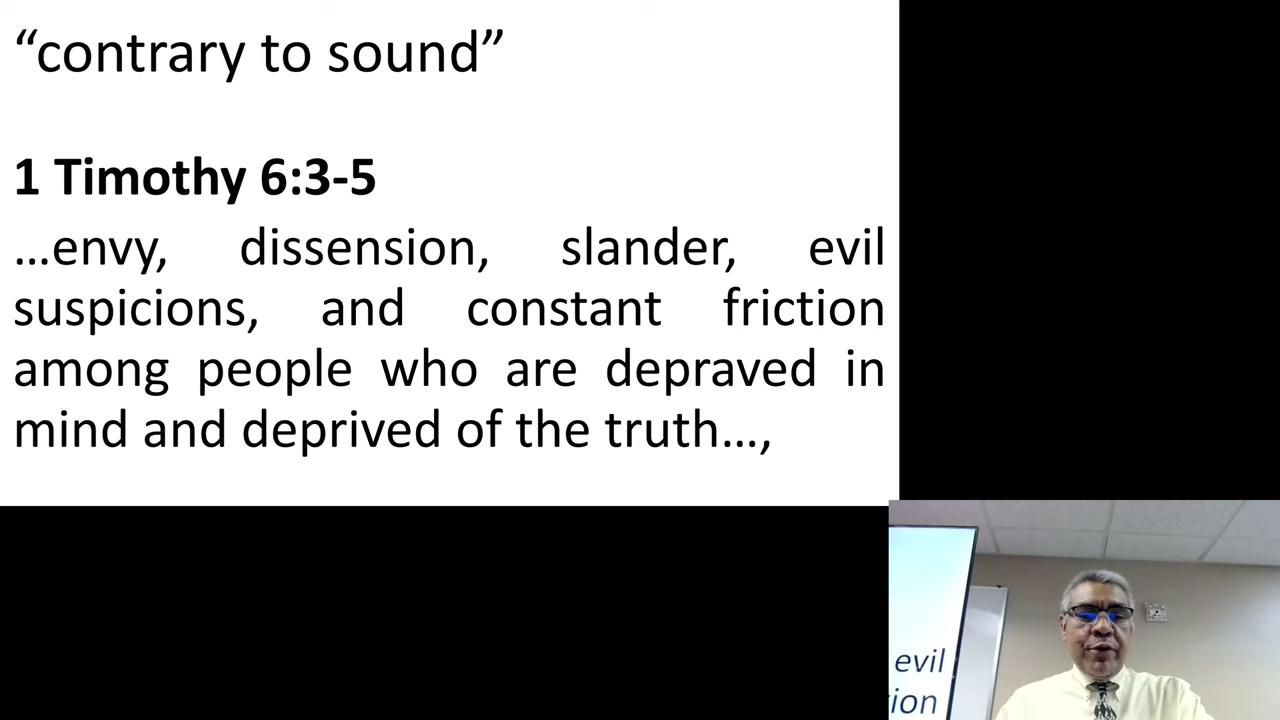 “contrary to sound”
1 Timothy 6:3-5
…envy, dissension, slander, evil
suspicions, and constant friction
among people who are depraved in
mind and deprived of the truth…,
evil
ion